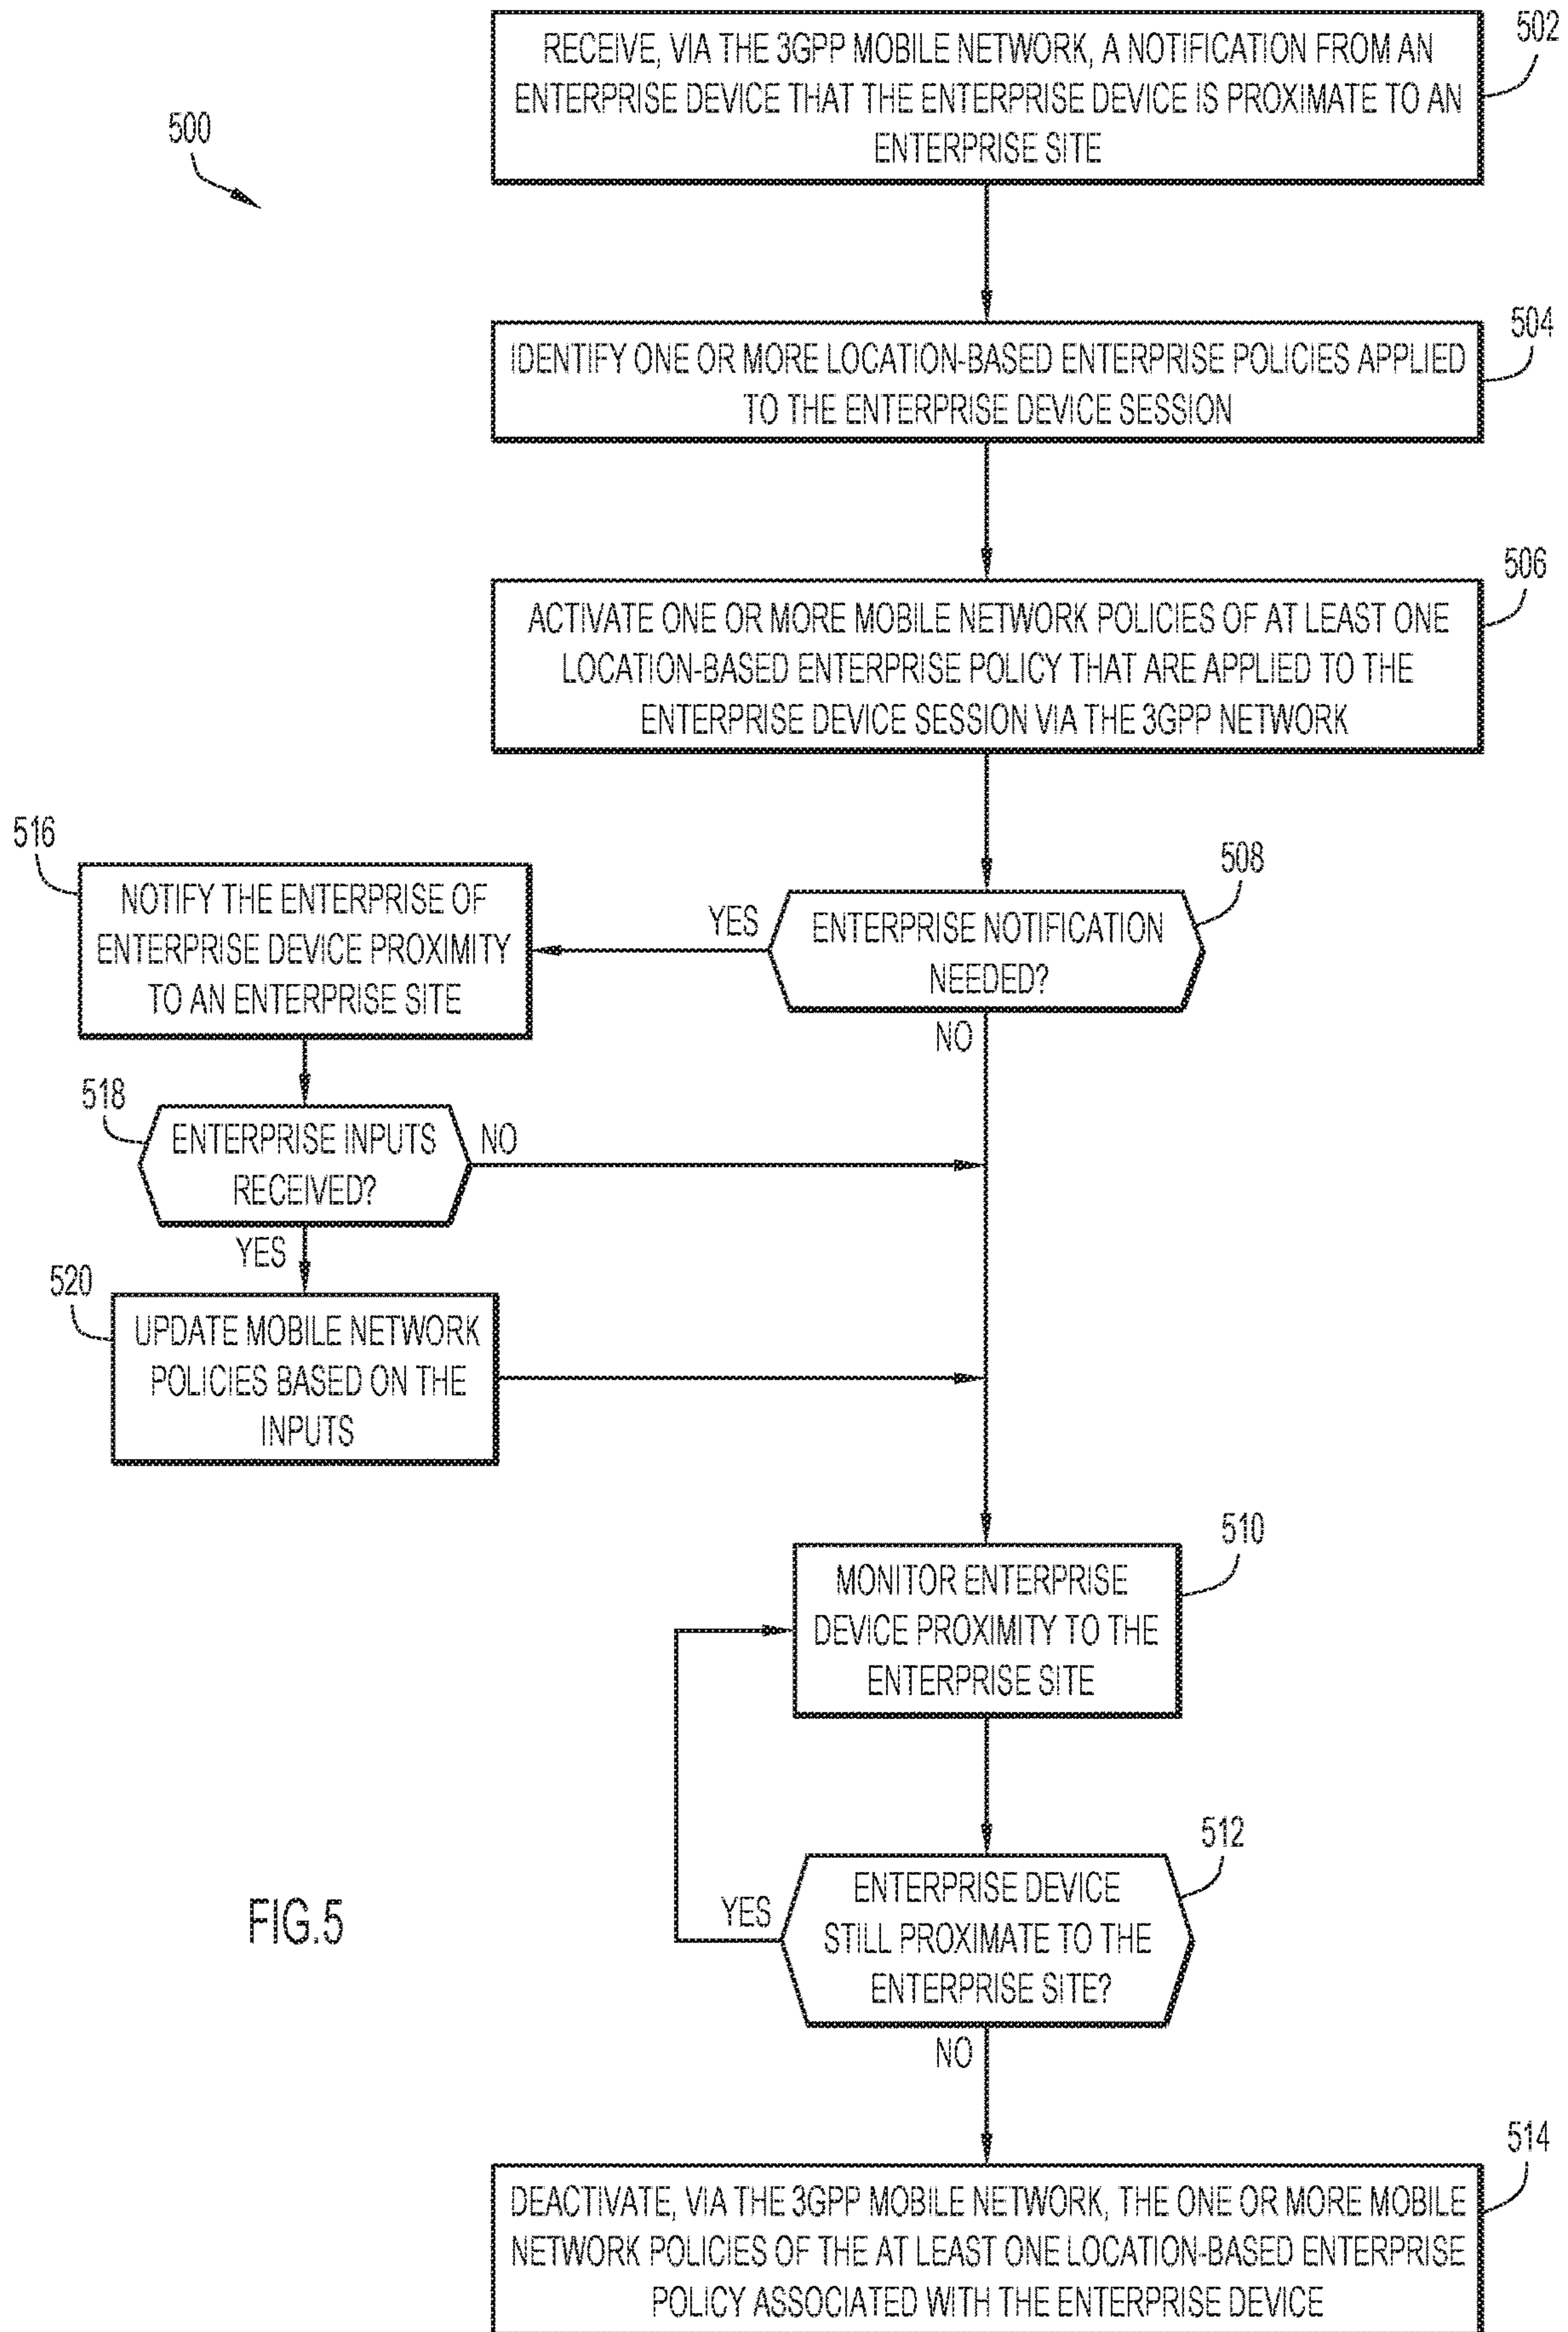 502
RECEIVE, VIA THE 3GPP MOBILE NETWORK, A NOTIFICATION FROM AN
ENTERPRISE DEVICE THAT THE ENTERPRISE DEVICE IS PROXIMATE TO AN
ENTERPRISE SITE
500
504
IDENTIFY ONE OR MORE LOCATION-BASED ENTERPRISE POLICIES APPLIED
TO THE ENTERPRISE DEVICE SESSION
506
ACTIVATE ONE OR MORE MOBILE NETWORK POLICIES OF AT LEAST ONE
LOCATION-BASED ENTERPRISE POLICY THAT ARE APPLIED TO THE
ENTERPRISE DEVICE SESSION VIA THE 3GPP NETWORK
508
ENTERPRISE NOTIFICATION
NEEDED?
YES
NO
516
NOTIFY THE ENTERPRISE OF
ENTERPRISE DEVICE PROXIMITY
TO AN ENTERPRISE SITE
518
ENTERPRISE INPUTS
RECEIVED?
NO
YES
520
UPDATE MOBILE NETWORK
POLICIES BASED ON THE
INPUTS
510
MONITOR ENTERPRISE
DEVICE PROXIMITY TO THE
ENTERPRISE SITE
512
ENTERPRISE DEVICE
STILL PROXIMATE TO THE
ENTERPRISE SITE?
YES
NO
FIG.5
514
DEACTIVATE, VIA THE 3GPP MOBILE NETWORK, THE ONE OR MORE MOBILE
NETWORK POLICIES OF THE AT LEAST ONE LOCATION-BASED ENTERPRISE
POLICY ASSOCIATED WITH THE ENTERPRISE DEVICE